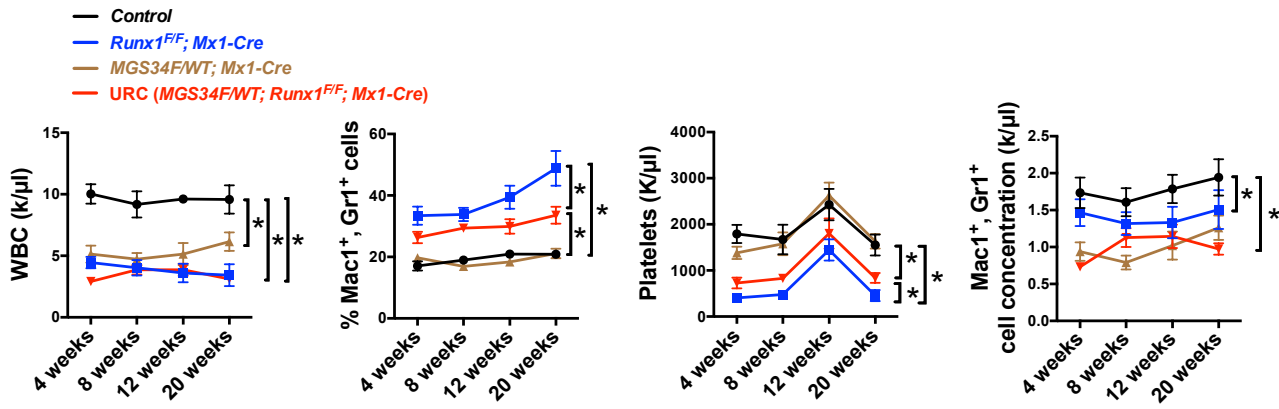 Control
Runx1F/F; Mx1-Cre
MGS34F/WT; Mx1-Cre
URC (MGS34F/WT; Runx1F/F; Mx1-Cre)
WBC (k/µl)
15
10
5
0
4 weeks
8 weeks
12 weeks
20 weeks
*
*
*
% Mac1+, Gr1+ cells
60
40
20
0
4 weeks
8 weeks
12 weeks
20 weeks
*
*
*
Platelets (K/µl)
4000
3000
2000
1000
0
4 weeks
8 weeks
12 weeks
20 weeks
*
*
*
Mac1+, Gr1+
cell concentration (k/µl)
2.5
2.0
1.5
1.0
0.5
0.0
4 weeks
8 weeks
12 weeks
20 weeks
*
*